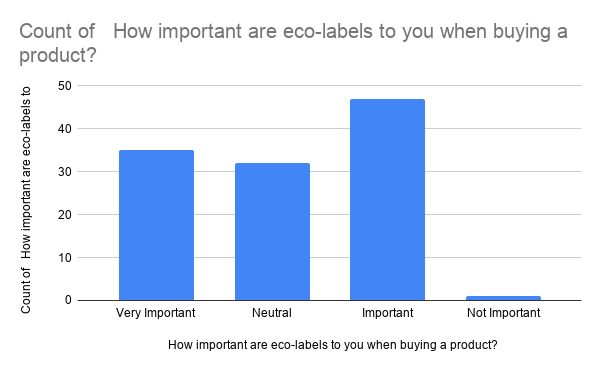 Count of   How important are eco-labels to you when buying a
product?
Count of   How important are eco-labels to
50
40
30
20
10
0
Very Important
Neutral
Important
Not Important
How important are eco-labels to you when buying a product?